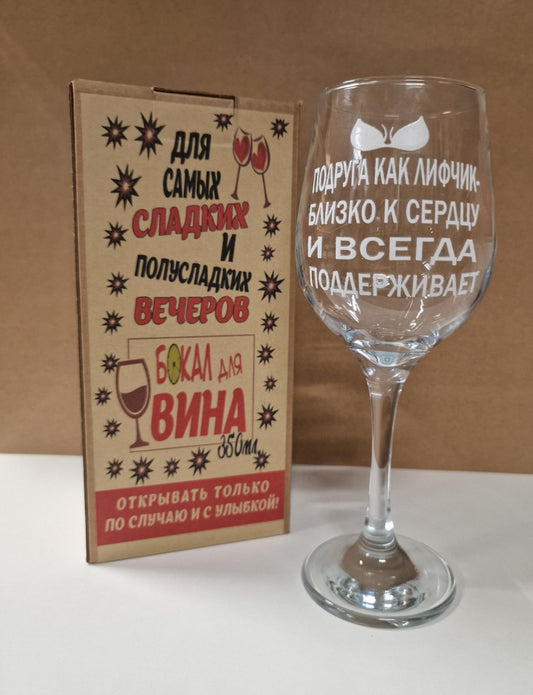 ДЛЯ
САМЫХ
СЛАДКИХ
И
ПОЛУСЛАДКИХ
ВЕЧЕРОВ
БОКАЛ ДЛЯ
ВИНА
350мл
ОТКРЫВАТЬ ТОЛЬКО
ПО СЛУЧАЮ И С УЛЫБКОЙ!
ПОДРУГА КАК ЛИФЧИК-
БЛИЗКО К СЕРДЦУ
И ВСЕГДА
ПОДДЕРЖИВАЕТ